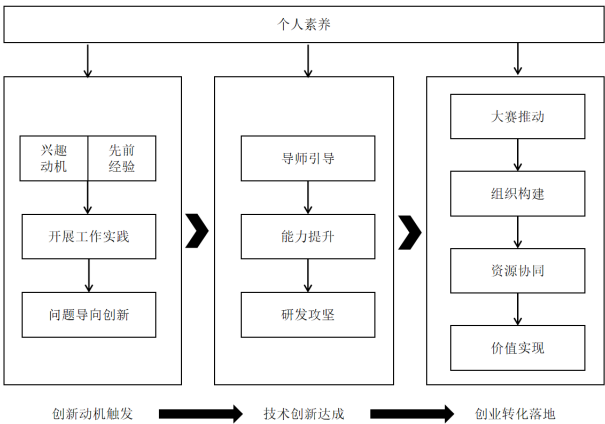 个人素养
兴趣
动机
先前
经验
开展工作实践
问题导向创新
导师引导
能力提升
研发攻坚
大赛推动
组织构建
资源协同
价值实现
创新动机触发
技术创新达成
创业转化落地